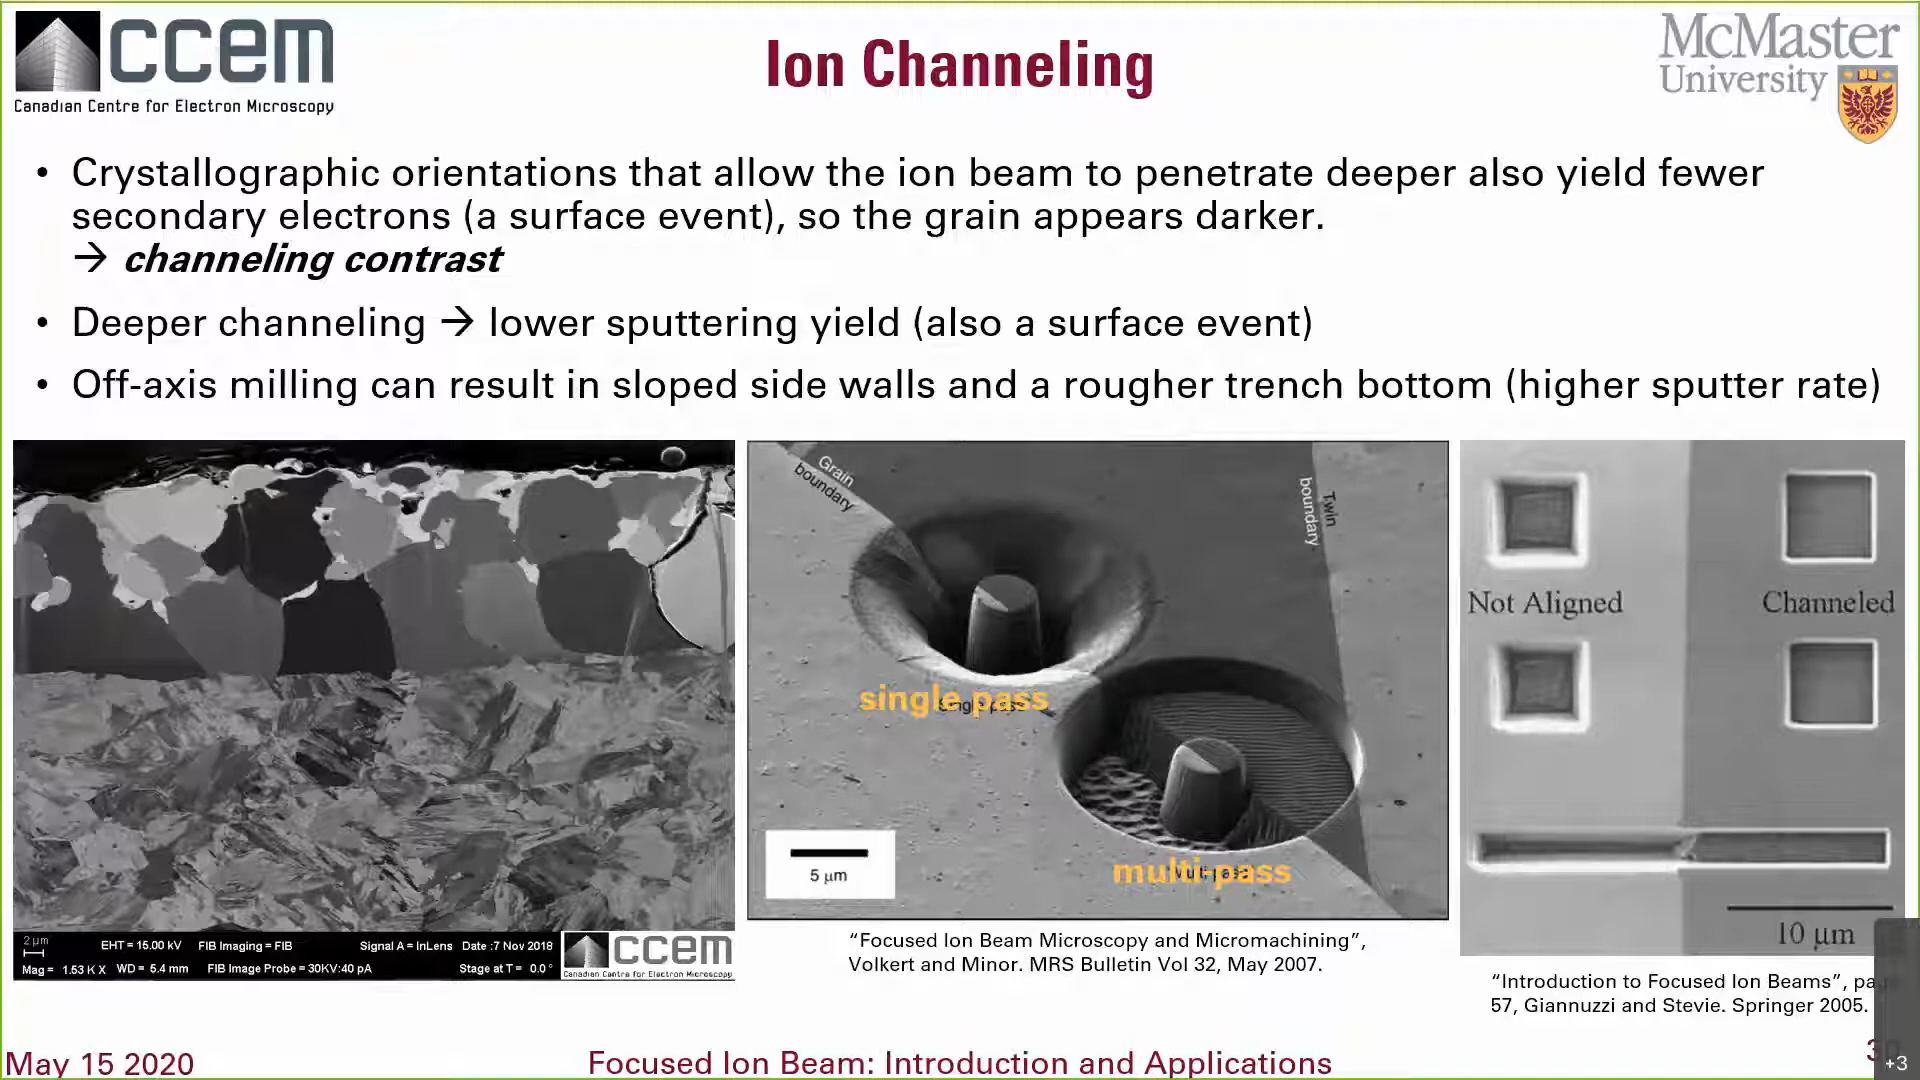 ccem
Canadian Centre for Electron Microscopy
Ion Channeling
McMaster
University
• Crystallographic orientations that allow the ion beam to penetrate deeper also yield fewer
secondary electrons (a surface event), so the grain appears darker.
→ channeling contrast
• Deeper channeling → lower sputtering yield (also a surface event)
• Off-axis milling can result in sloped side walls and a rougher trench bottom (higher sputter rate)
2 µm
EHT = 15.00 kV FIB Imaging = FIB Signal A = InLens Date :7 Nov 2018
Mag = 1.53 K X WD = 5.4 mm FIB Image Probe = 30KV:40 pA Stage at T = 0.0 °
ccem
Canadian Centre for Electron Microscopy
Grain
boundary
Twin
boundary
single pass
multi-pass
5 µm
"Focused Ion Beam Microscopy and Micromachining",
Volkert and Minor. MRS Bulletin Vol 32, May 2007.
Not Aligned
Channeled
10 µm
"Introduction to Focused Ion Beams",
57, Giannuzzi and Stevie. Springer 2005.
May 15 2020
Focused Ion Beam: Introduction and Applications
+3